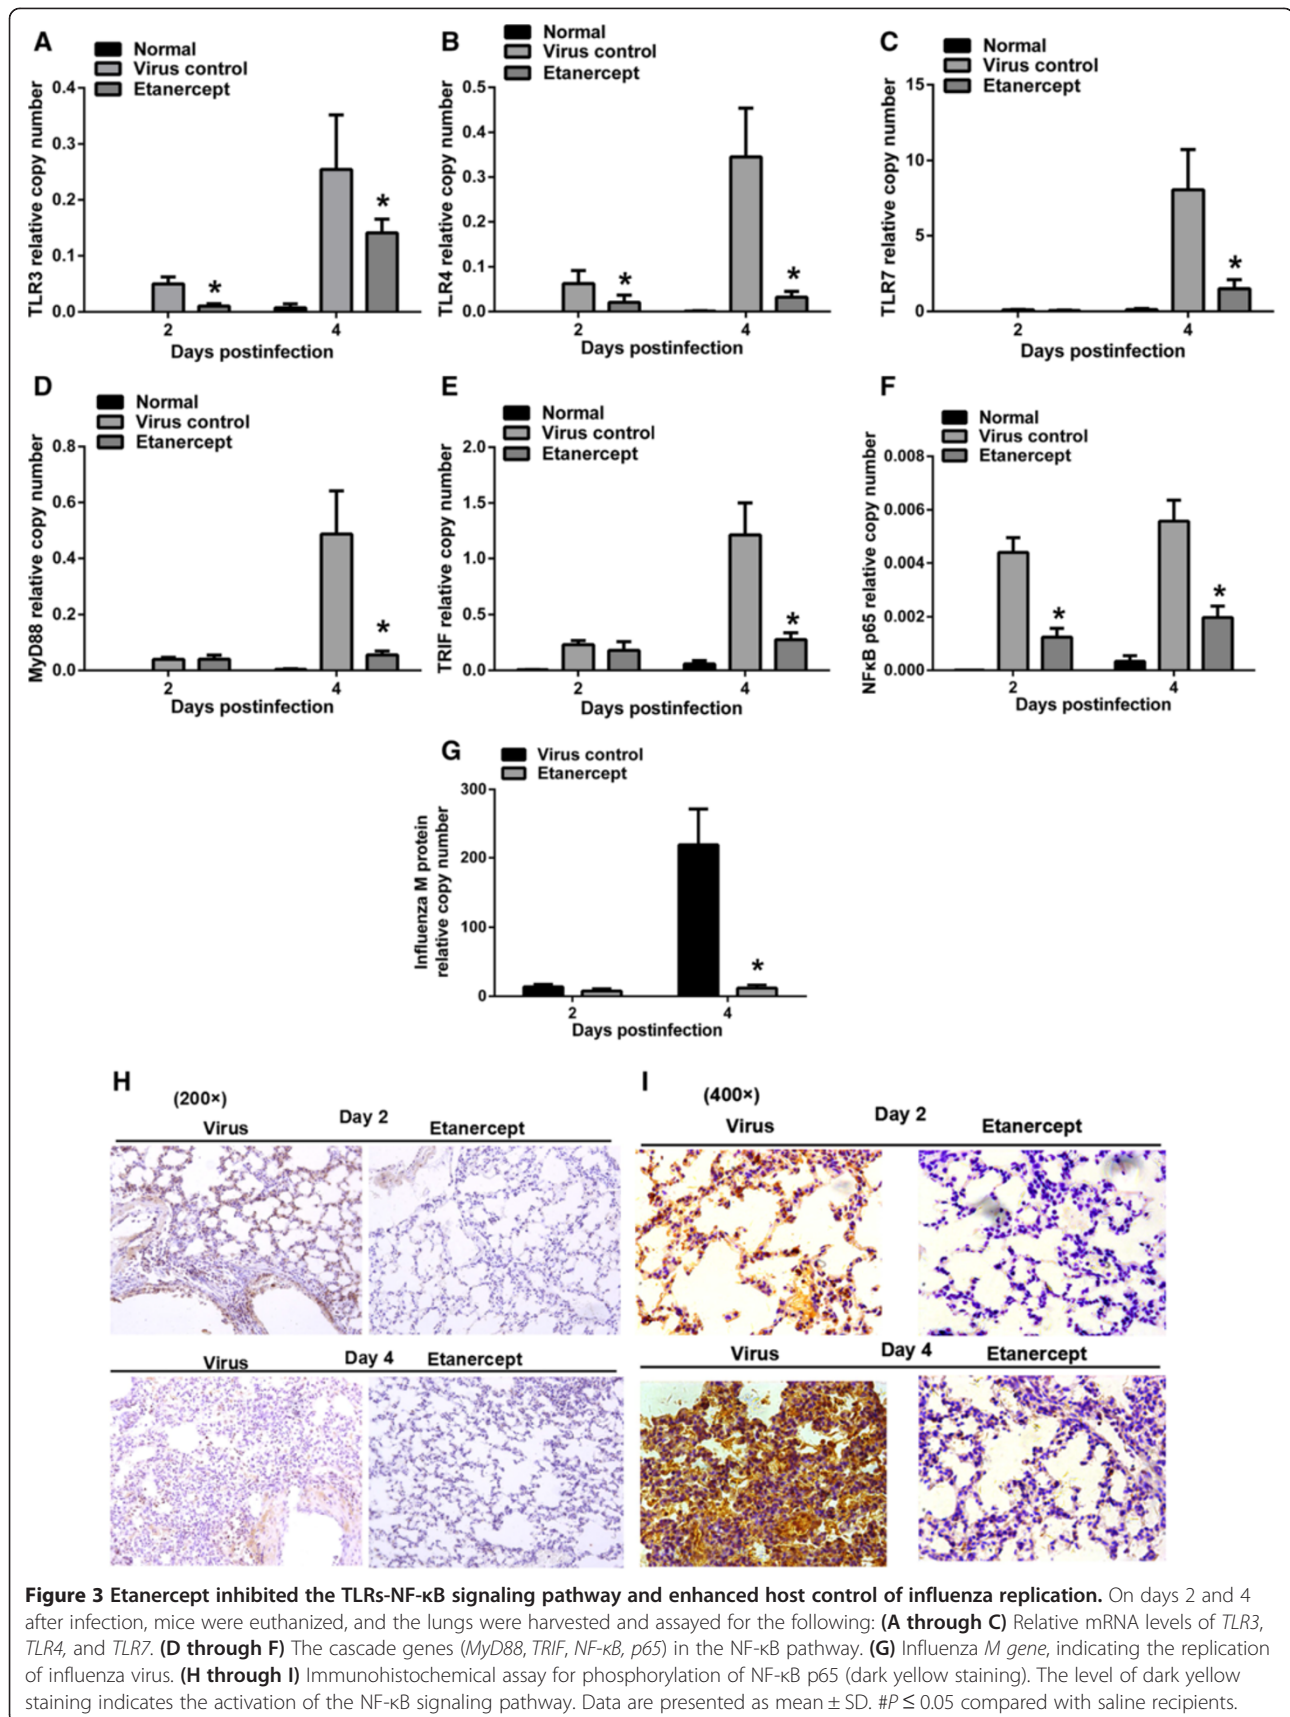 A
Normal
Virus control
Etanercept
TLR3 relative copy number
0.4
0.3
0.2
0.1
0.0
*
*
2
4
Days postinfection
B
Normal
Virus control
Etanercept
TLR4 relative copy number
0.5
0.4
0.3
0.2
0.1
0.0
*
*
2
4
Days postinfection
C
Normal
Virus control
Etanercept
TLR7 relative copy number
15
10
5
0
*
2
4
Days postinfection
D
Normal
Virus control
Etanercept
MyD88 relative copy number
0.8
0.6
0.4
0.2
0.0
*
2
4
Days postinfection
E
Normal
Virus control
Etanercept
TRIF relative copy number
2.0
1.5
1.0
0.5
0.0
*
2
4
Days postinfection
F
Normal
Virus control
Etanercept
NFκB p65 relative copy number
0.008
0.006
0.004
0.002
0.000
*
*
2
4
Days postinfection
G
Virus control
Etanercept
Influenza M protein
relative copy number
300
200
100
0
*
2
4
Days postinfection
H
(200×)
Day 2
Virus
Etanercept
Day 4
Virus
Etanercept
I
(400×)
Day 2
Virus
Etanercept
Day 4
Virus
Etanercept
Figure 3 Etanercept inhibited the TLRs-NF-κB signaling pathway and enhanced host control of influenza replication. On days 2 and 4
after infection, mice were euthanized, and the lungs were harvested and assayed for the following: (A through C) Relative mRNA levels of TLR3,
TLR4, and TLR7. (D through F) The cascade genes (MyD88, TRIF, NF-κB, p65) in the NF-κB pathway. (G) Influenza M gene, indicating the replication
of influenza virus. (H through I) Immunohistochemical assay for phosphorylation of NF-κB p65 (dark yellow staining). The level of dark yellow
staining indicates the activation of the NF-κB signaling pathway. Data are presented as mean ± SD. #P ≤ 0.05 compared with saline recipients.